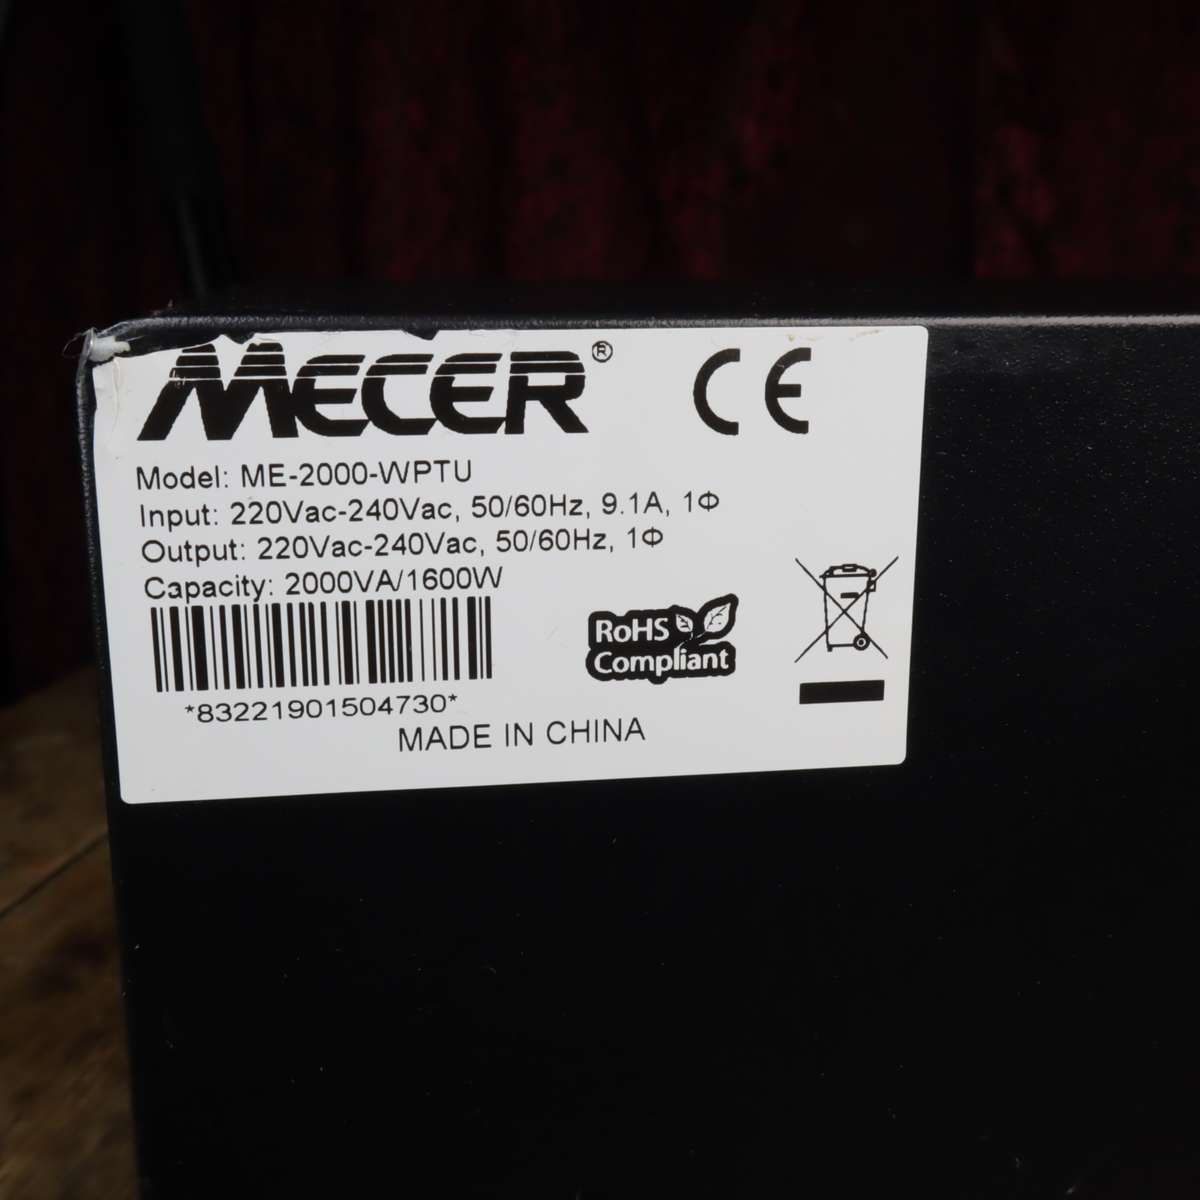 MECER® CE
Model: ME-2000-WPTU
Input: 220Vac-240Vac, 50/60Hz, 9.1A, 1Φ
Output: 220Vac-240Vac, 50/60Hz, 1Φ
Capacity: 2000VA/1600W
*83221901504730*
RoHS
Compliant
MADE IN CHINA